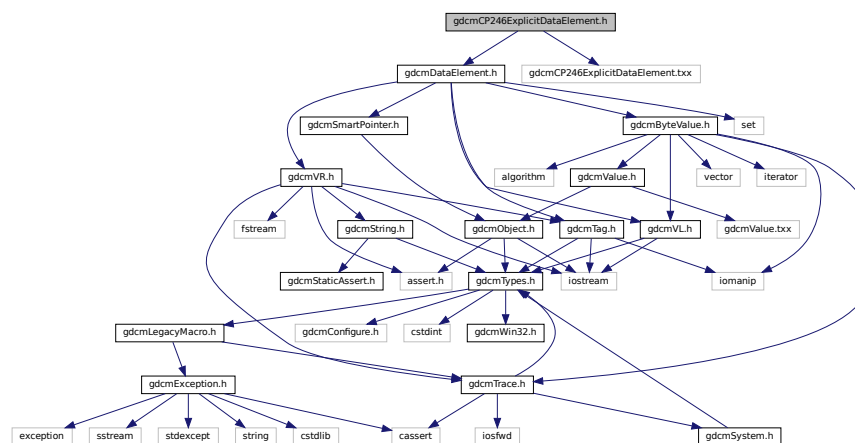 gdcmCP246ExplicitDataElement.h
gdcmDataElement.h
gdcmCP246ExplicitDataElement.txx
gdcmSmartPointer.h
gdcmByteValue.h
set
gdcmVR.h
algorithm
gdcmValue.h
vector
iterator
fstream
gdcmString.h
gdcmObject.h
gdcmTag.h
gdcmVL.h
gdcmValue.txx
gdcmStaticAssert.h
assert.h
gdcmTypes.h
iostream
iomanip
gdcmLegacyMacro.h
gdcmConfigure.h
cstdint
gdcmWin32.h
gdcmException.h
gdcmTrace.h
exception
sstream
stdexcept
string
cstdlib
cassert
iosfwd
gdcmSystem.h